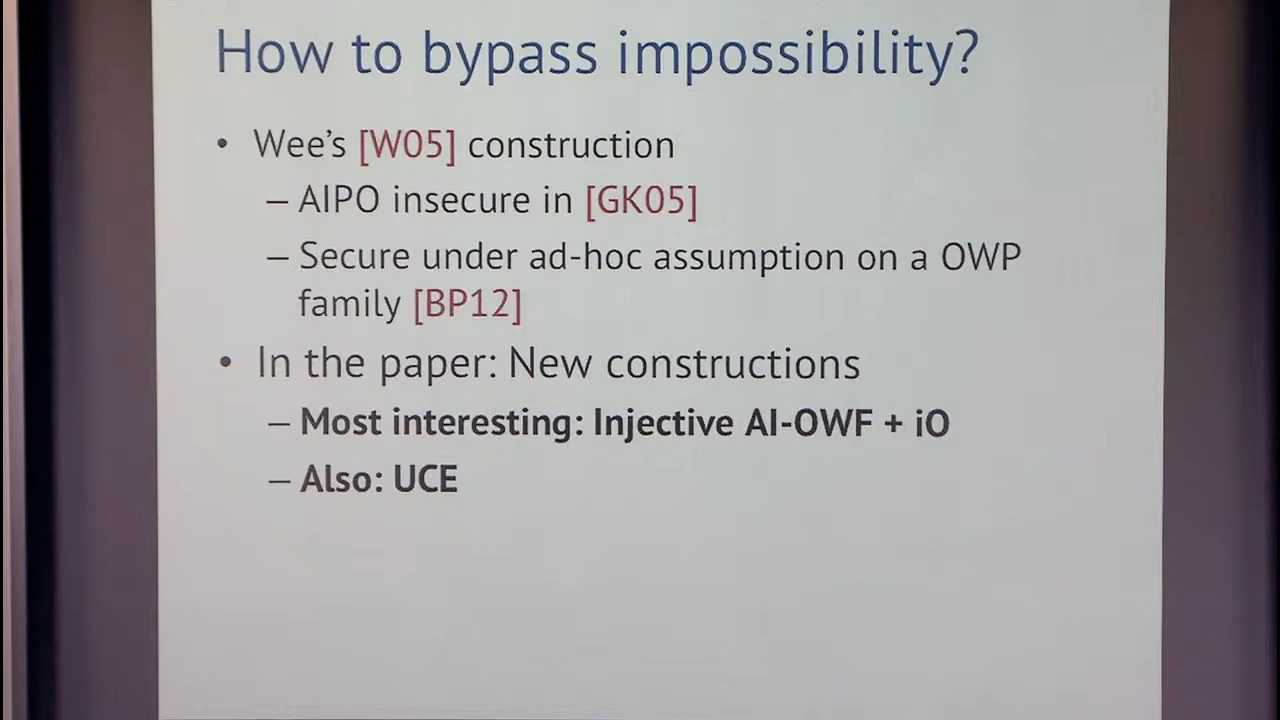 How to bypass impossibility?
• Wee's [W05] construction
– AIPO insecure in [GK05]
– Secure under ad-hoc assumption on a OWP
family [BP12]
• In the paper: New constructions
– Most interesting: Injective AI-OWF + iO
– Also: UCE